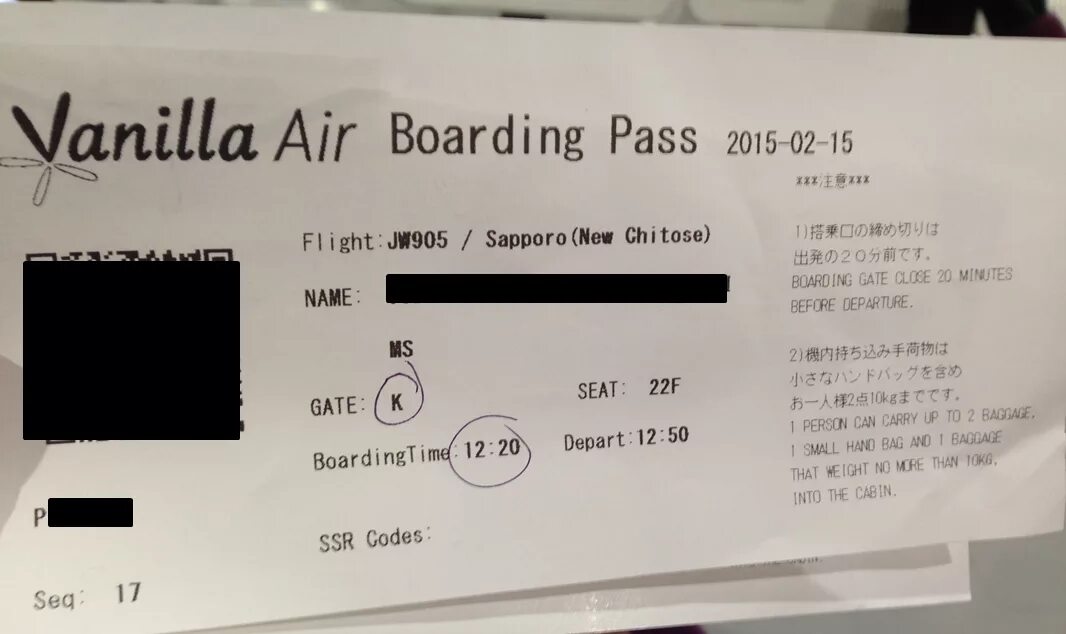 Vanilla Air Boarding Pass 2015-02-15
Flight:JW905 / Sapporo(New Chitose)
NAME:
MS
GATE: K
SEAT: 22F
BoardingTime:12:20
Depart:12:50
P
SSR Codes:
Seq: 17
***注意***
1)搭乗口の締め切りは
出発の20分前です。
BOARDING GATE CLOSE 20 MINUTES
BEFORE DEPARTURE.
2)機内持ち込み手荷物は
小さなハンドバッグを含め
お一人様2点10kgまでです。
1 PERSON CAN CARRY UP TO 2 BAGGAGE,
1 SMALL HAND BAG AND 1 BAGGAGE
THAT WEIGHT NO MORE THAN 10KG,
INTO THE CABIN.